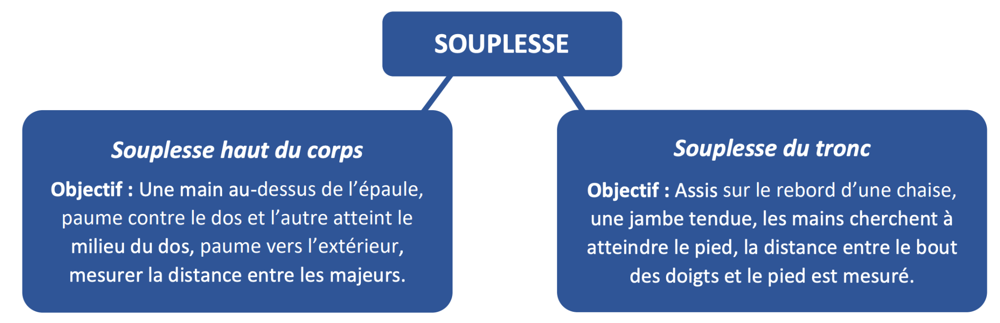 SOUPLESSE
Souplesse haut du corps
Objectif : Une main au-dessus de l’épaule,
paume contre le dos et l’autre atteint le
milieu du dos, paume vers l’extérieur,
mesurer la distance entre les majeurs.
Souplesse du tronc
Objectif : Assis sur le rebord d’une chaise,
une jambe tendue, les mains cherchent à
atteindre le pied, la distance entre le bout
des doigts et le pied est mesuré.